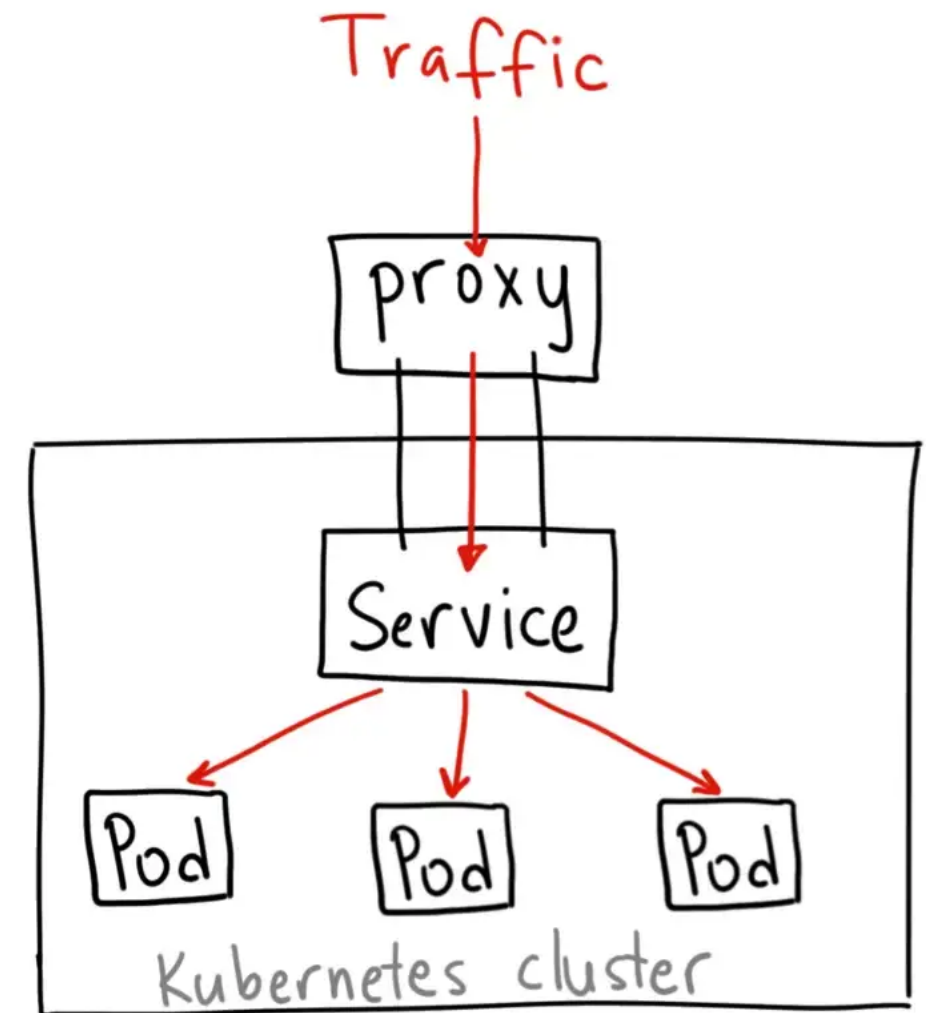 Traffic
proxy
Service
Pod Pod Pod
Kubernetes cluster